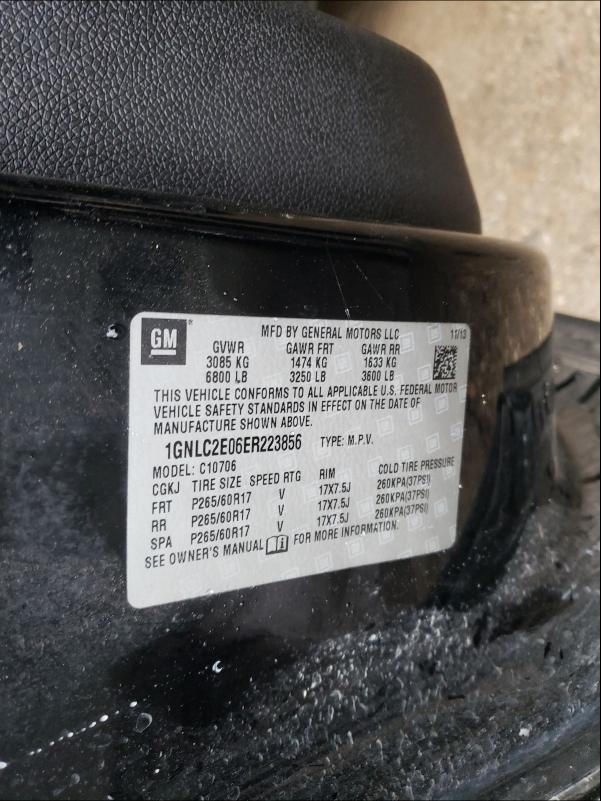 GM
MFD BY GENERAL MOTORS LLC 11/13
GVWR GAWR FRT GAWR RR
3085 KG 1474 KG 1633 KG
6800 LB 3250 LB 3600 LB
THIS VEHICLE CONFORMS TO ALL APPLICABLE U.S. FEDERAL MOTOR
VEHICLE SAFETY STANDARDS IN EFFECT ON THE DATE OF
MANUFACTURE SHOWN ABOVE.
1GNLC2E06ER223856 TYPE: M.P.V.
MODEL: C10706
CGKJ TIRE SIZE SPEED RTG RIM COLD TIRE PRESSURE
FRT P265/60R17 V 17X7.5J 260KPA(37PSI)
RR P265/60R17 V 17X7.5J 260KPA(37PSI)
SPA P265/60R17 V 17X7.5J 260KPA(37PSI)
SEE OWNER'S MANUAL FOR MORE INFORMATION.